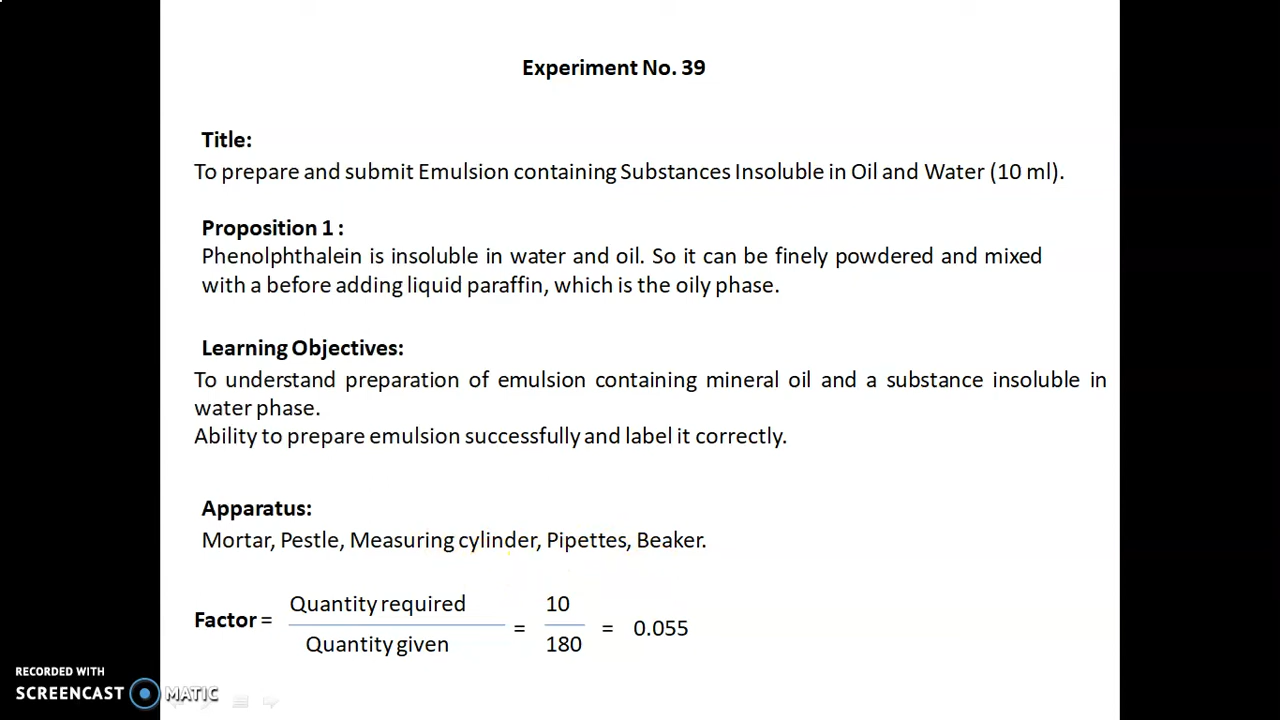 Experiment No. 39
Title:
To prepare and submit Emulsion containing Substances Insoluble in Oil and Water (10 ml).
Proposition 1 :
Phenolphthalein is insoluble in water and oil. So it can be finely powdered and mixed
with a before adding liquid paraffin, which is the oily phase.
Learning Objectives:
To understand preparation of emulsion containing mineral oil and a substance insoluble in
water phase.
Ability to prepare emulsion successfully and label it correctly.
Apparatus:
Mortar, Pestle, Measuring cylinder, Pipettes, Beaker.
Quantity required 10
Factor = = = 0.055
Quantity given 180
RECORDED WITH
SCREENCAST MATIC